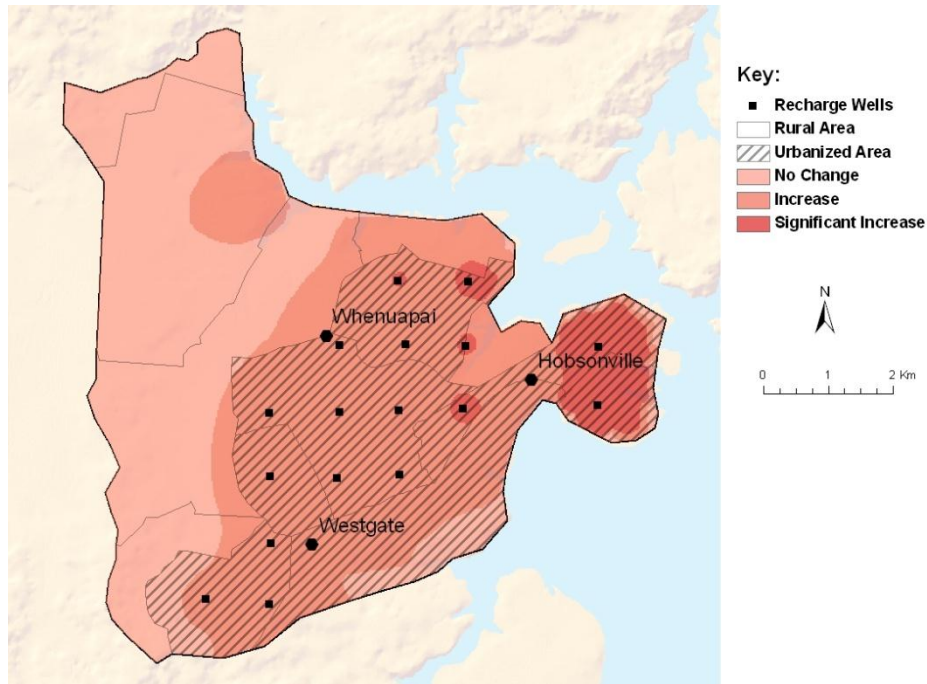 Key:
Recharge Wells
Rural Area
Urbanized Area
No Change
Increase
Significant Increase
N
0 1 2 Km
Whenuapai
Hobsonville
Westgate